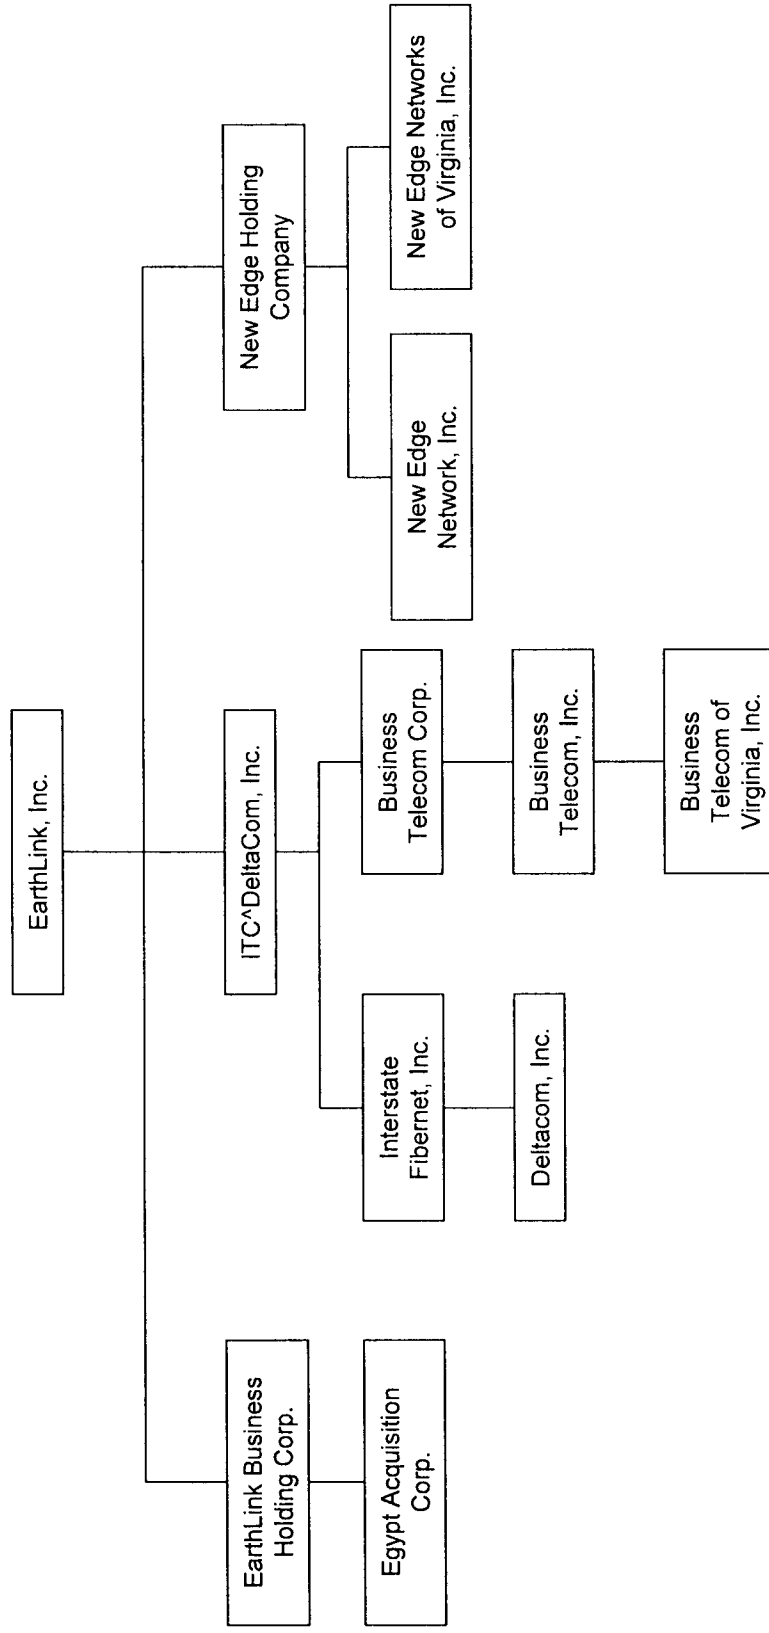 EarthLink, Inc.
EarthLink Business
Holding Corp.
ITC^DeltaCom, Inc.
New Edge Holding
Company
Egypt Acquisition
Corp.
Interstate
Fibernet, Inc.
Business
Telecom Corp.
New Edge
Network, Inc.
New Edge Networks
of Virginia, Inc.
Deltacom, Inc.
Business
Telecom, Inc.
Business
Telecom of
Virginia, Inc.